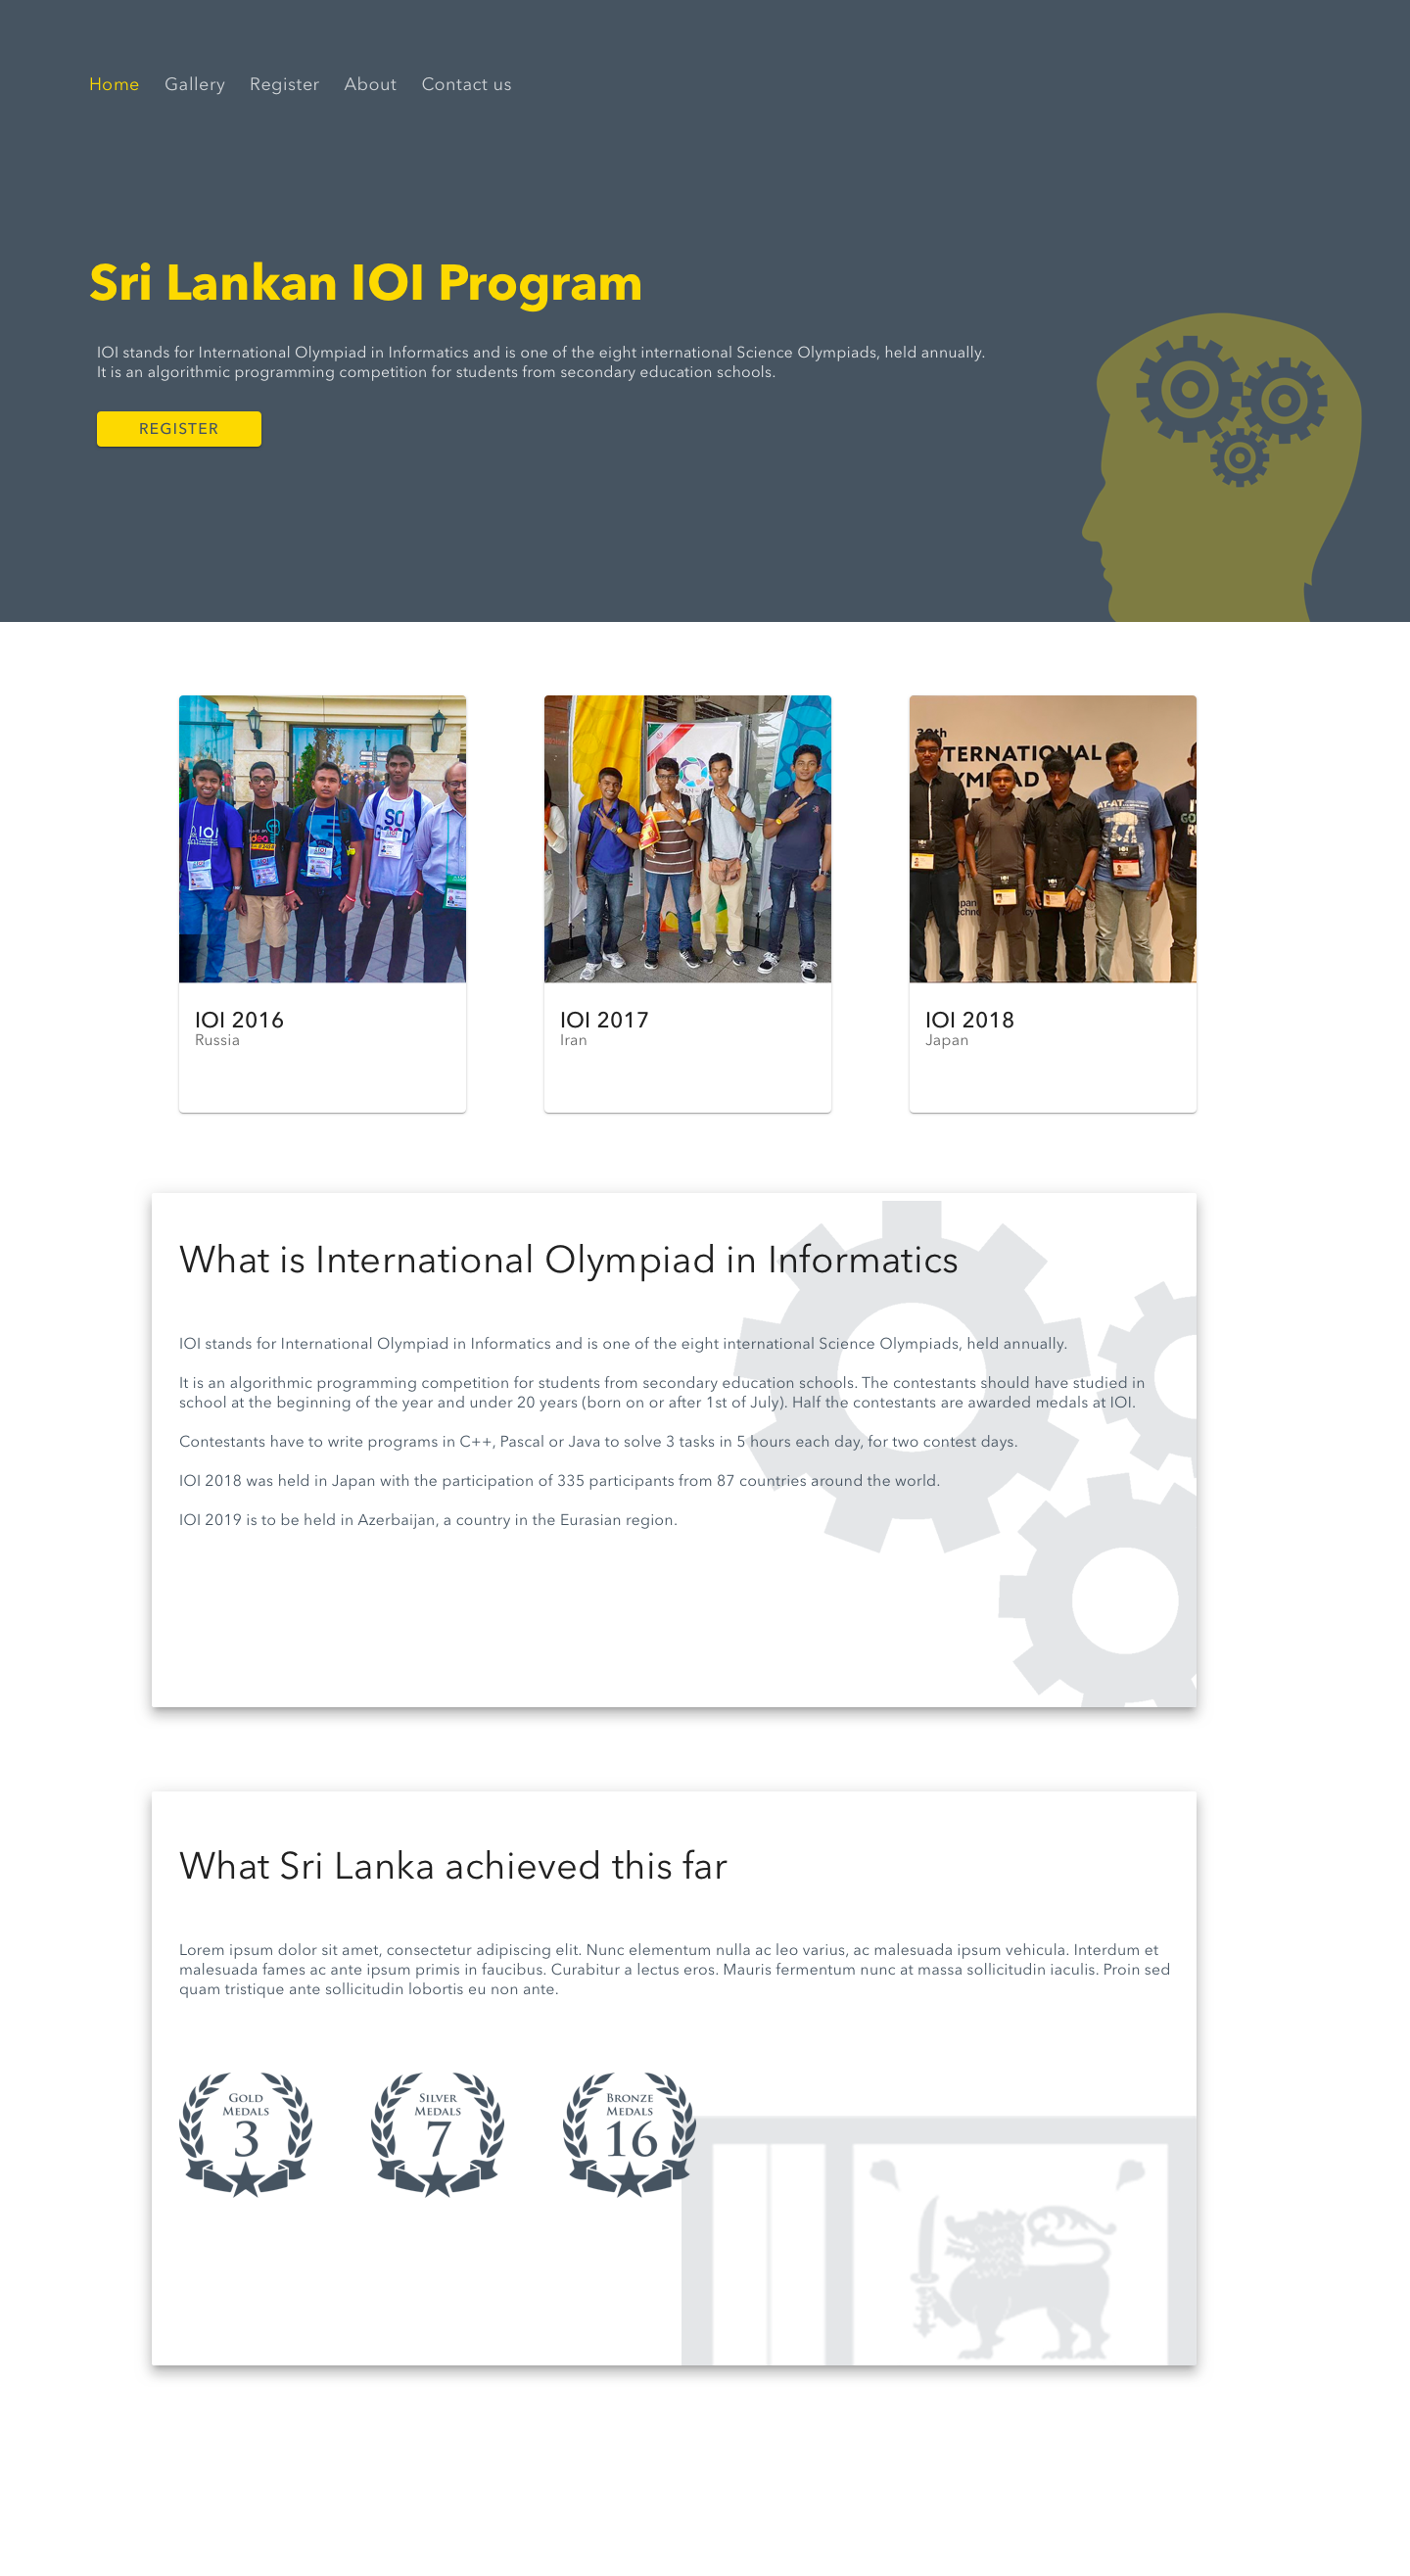 Home Gallery Register About Contact us
Sri Lankan IOI Program
IOI stands for International Olympiad in Informatics and is one of the eight international Science Olympiads, held annually.
It is an algorithmic programming competition for students from secondary education schools.
REGISTER
30th
TERNATIONAL
IOI
SO
IOI 2016
Russia
IOI 2017
Iran
IOI 2018
Japan
What is International Olympiad in Informatics
IOI stands for International Olympiad in Informatics and is one of the eight international Science Olympiads, held annually.
It is an algorithmic programming competition for students from secondary education schools. The contestants should have studied in
school at the beginning of the year and under 20 years (born on or after 1st of July). Half the contestants are awarded medals at IOI.
Contestants have to write programs in C++, Pascal or Java to solve 3 tasks in 5 hours each day, for two contest days.
IOI 2018 was held in Japan with the participation of 335 participants from 87 countries around the world.
IOI 2019 is to be held in Azerbaijan, a country in the Eurasian region.
What Sri Lanka achieved this far
Lorem ipsum dolor sit amet, consectetur adipiscing elit. Nunc elementum nulla ac leo varius, ac malesuada ipsum vehicula. Interdum et
malesuada fames ac ante ipsum primis in faucibus. Curabitur a lectus eros. Mauris fermentum nunc at massa sollicitudin iaculis. Proin sed
quam tristique ante sollicitudin lobortis eu non ante.
Gold
Medals
3
Silver
Medals
7
Bronze
Medals
16